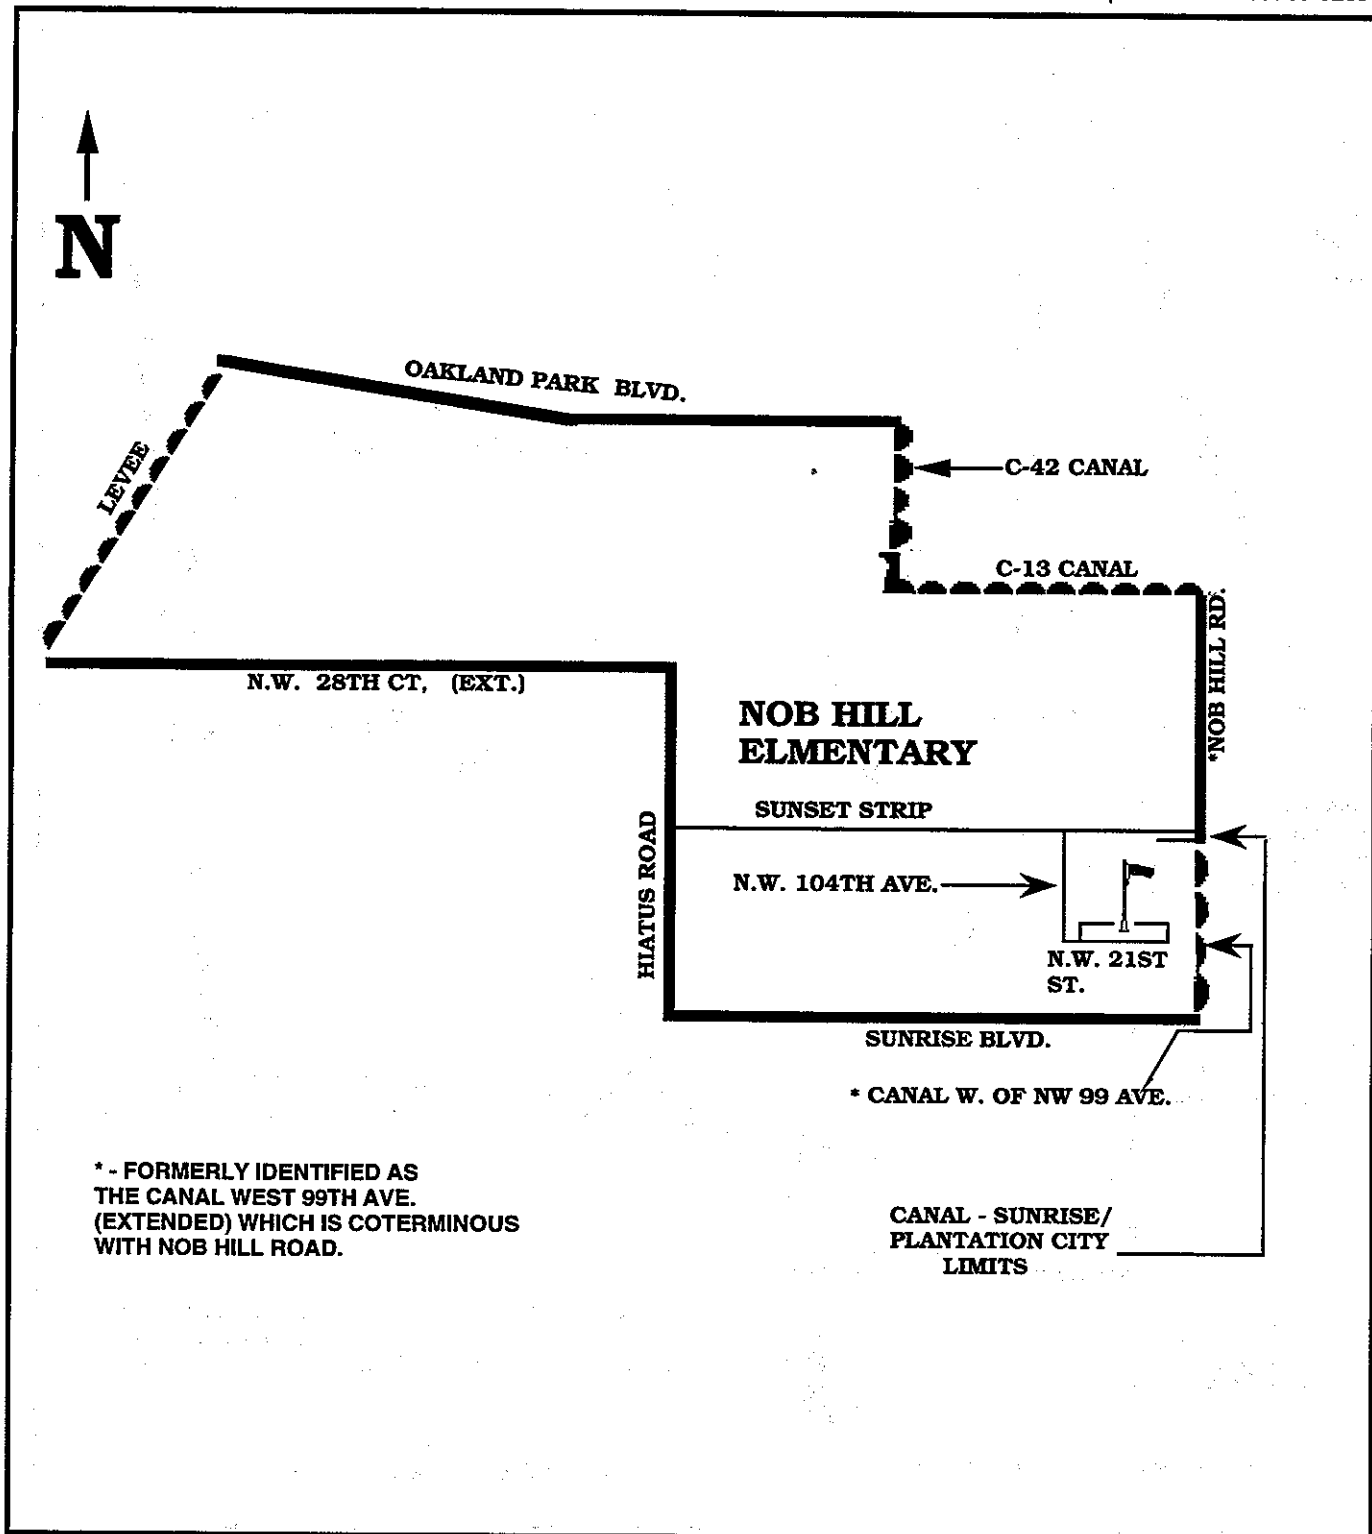 N
OAKLAND PARK BLVD.
LEVEE
C-42 CANAL
C-13 CANAL
*NOB HILL RD.
N.W. 28TH CT, (EXT.)
NOB HILL
ELMENTARY
SUNSET STRIP
HIATUS ROAD
N.W. 104TH AVE.
N.W. 21ST
ST.
SUNRISE BLVD.
* CANAL W. OF NW 99 AVE.
* - FORMERLY IDENTIFIED AS
THE CANAL WEST 99TH AVE.
(EXTENDED) WHICH IS COTERMINOUS
WITH NOB HILL ROAD.
CANAL - SUNRISE/
PLANTATION CITY
LIMITS